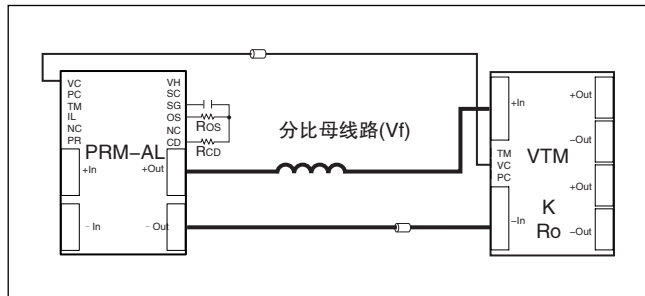 VC
PC
TM
IL
NC
PR
VH
SC
SG
OS
NC
CD
ROS
RCD
PRM-AL
+In
+Out
-In
-Out
分比母线路(Vf)
+In
TM
VC
PC
-In
VTM
K
Ro
+Out
-Out
+Out
-Out